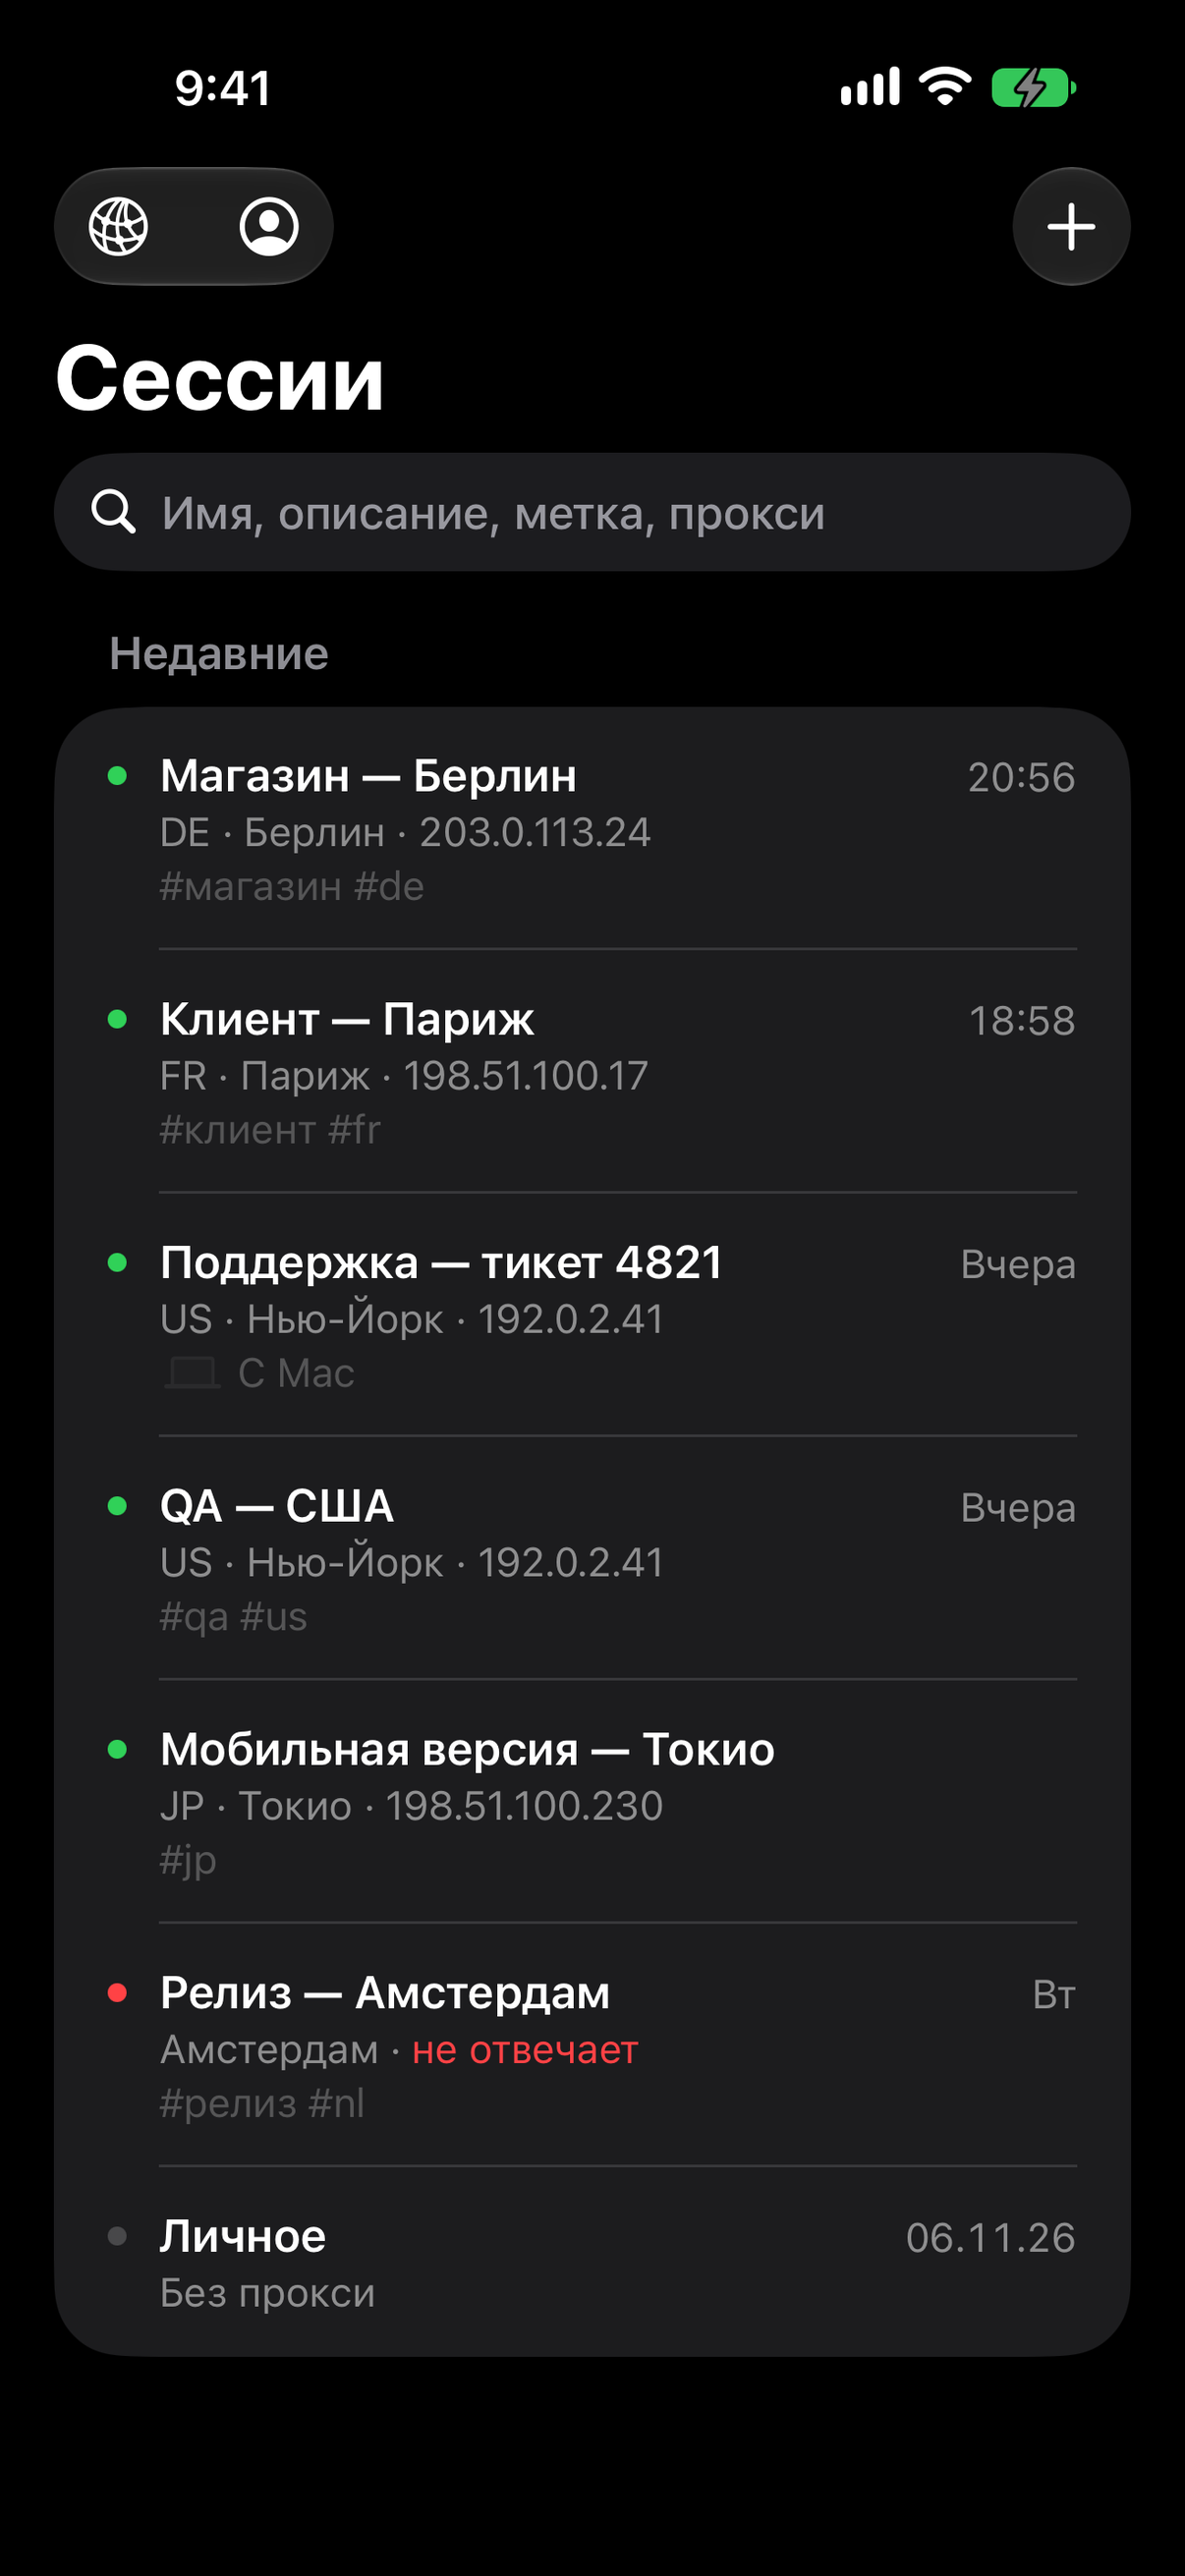 9:41
Сессии
Имя, описание, метка, прокси
Недавние
Магазин — Берлин 20:56
DE · Берлин · 203.0.113.24
#магазин #de
Клиент — Париж 18:58
FR · Париж · 198.51.100.17
#клиент #fr
Поддержка — тикет 4821 Вчера
US · Нью-Йорк · 192.0.2.41
С Mac
QA — США Вчера
US · Нью-Йорк · 192.0.2.41
#qa #us
Мобильная версия — Токио
JP · Токио · 198.51.100.230
#jp
Релиз — Амстердам Вт
Амстердам · не отвечает
#релиз #nl
Личное 06.11.26
Без прокси